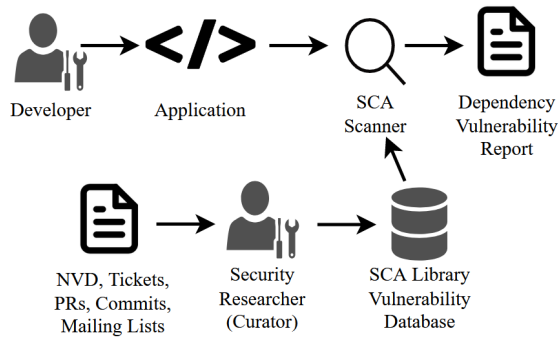 </>
Developer
Application
SCA
Scanner
Dependency
Vulnerability
Report
NVD, Tickets,
PRs, Commits,
Mailing Lists
Security
Researcher
(Curator)
SCA Library
Vulnerability
Database